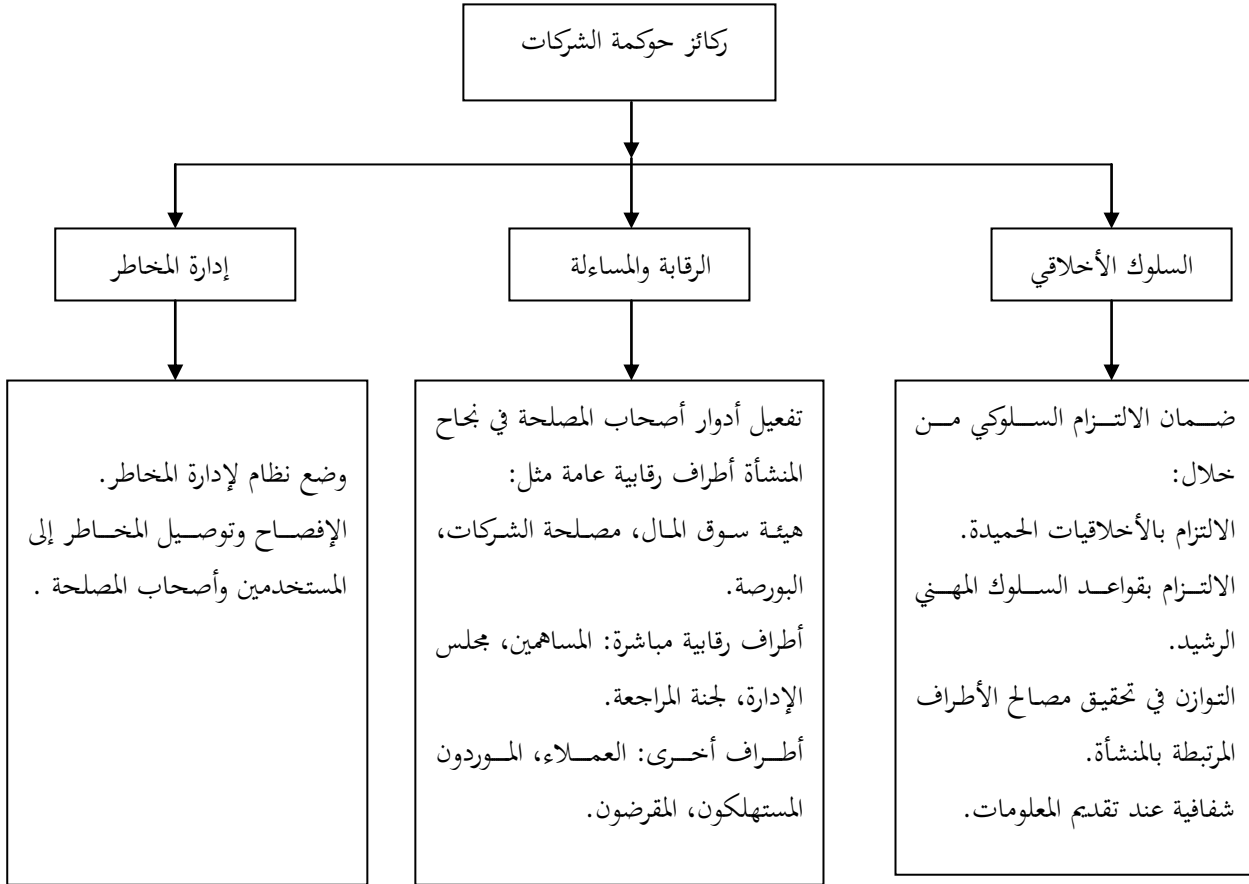 ركائز حوكمة الشركات
السلوك الأخلاقي
الرقابة والمساءلة
إدارة المخاطر
ضمان الالتزام السلوكي من
خلال:
الالتزام بالأخلاقيات الحميدة.
الالتزام بقواعد السلوك المهني
الرشيد.
التوازن في تحقيق مصالح الأطراف
المرتبطة بالمنشأة.
شفافية عند تقديم المعلومات.
تفعيل أدوار أصحاب المصلحة في نجاح
المنشأة أطراف رقابية عامة مثل:
هيئة سوق المال، مصلحة الشركات،
البورصة.
أطراف رقابية مباشرة: المساهمين، مجلس
الإدارة، لجنة المراجعة.
أطراف أخرى: العملاء، الموردون
المستهلكون، المقرضون.
وضع نظام لإدارة المخاطر.
الإفصاح وتوصيل المخاطر إلى
المستخدمين وأصحاب المصلحة .